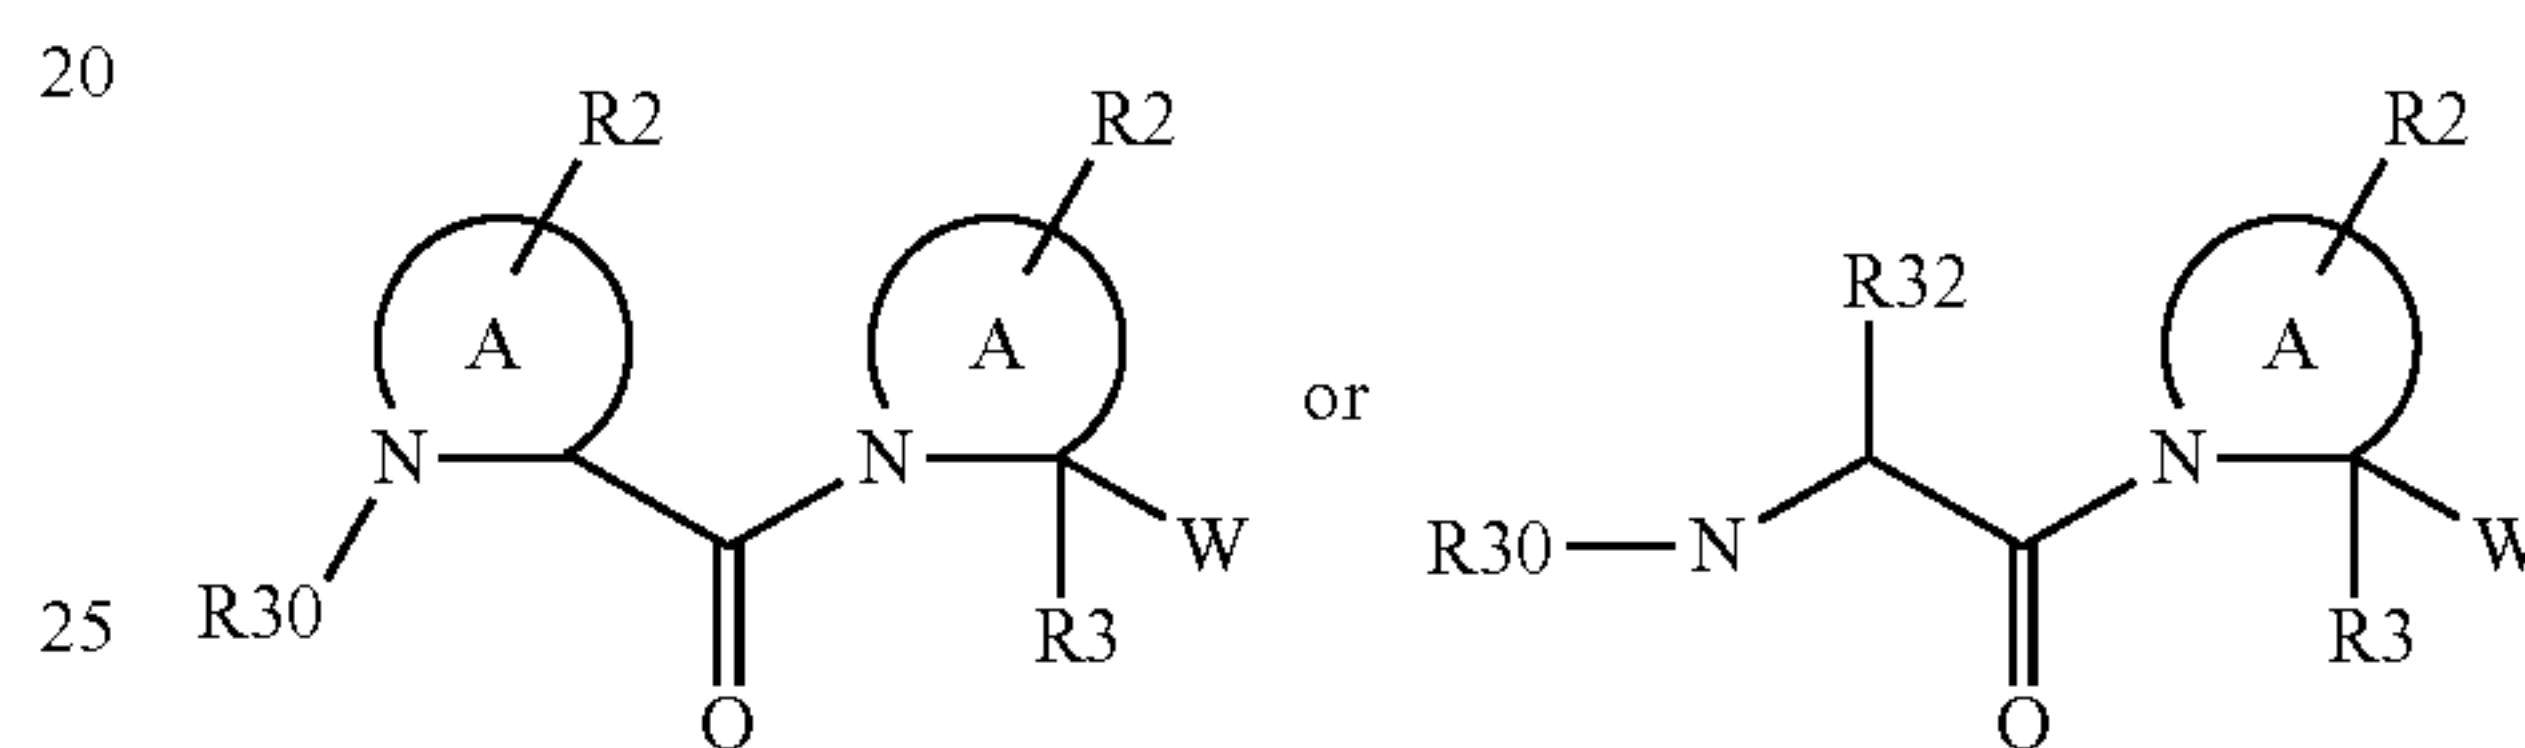 20
R2 R2 R2
R32
A A A
or
N N N
R30 N
W W
25 R30 R3 R3
O O